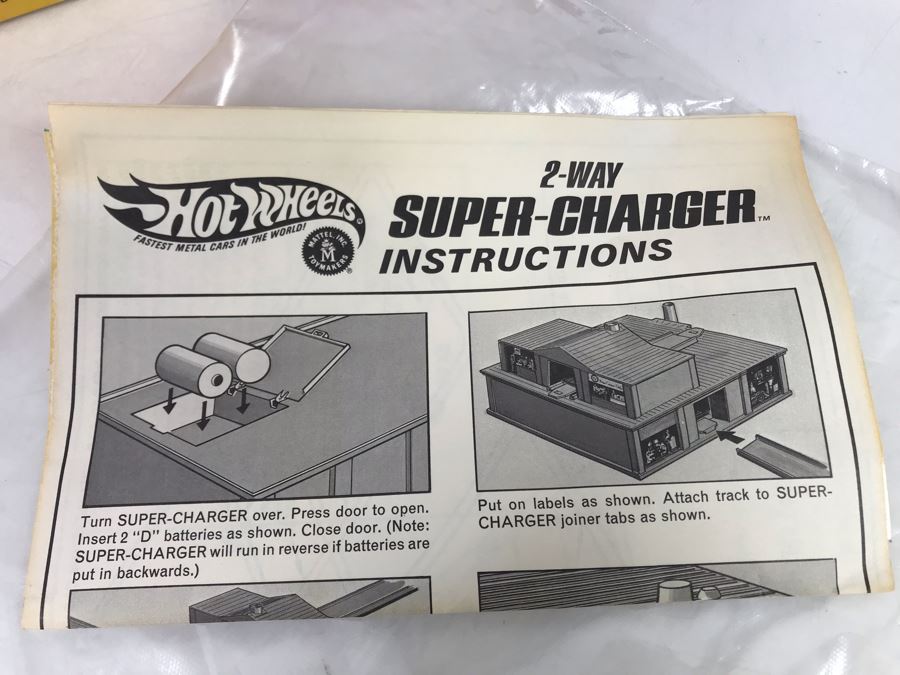 HOT WHEELS®
FASTEST METAL CARS IN THE WORLD!
MATTEL, INC.
M
TOYMAKERS®
2-WAY
SUPER-CHARGER™
INSTRUCTIONS
Turn SUPER-CHARGER over. Press door to open.
Insert 2 “D” batteries as shown. Close door. (Note:
SUPER-CHARGER will run in reverse if batteries are
put in backwards.)
Put on labels as shown. Attach track to SUPER-
CHARGER joiner tabs as shown.